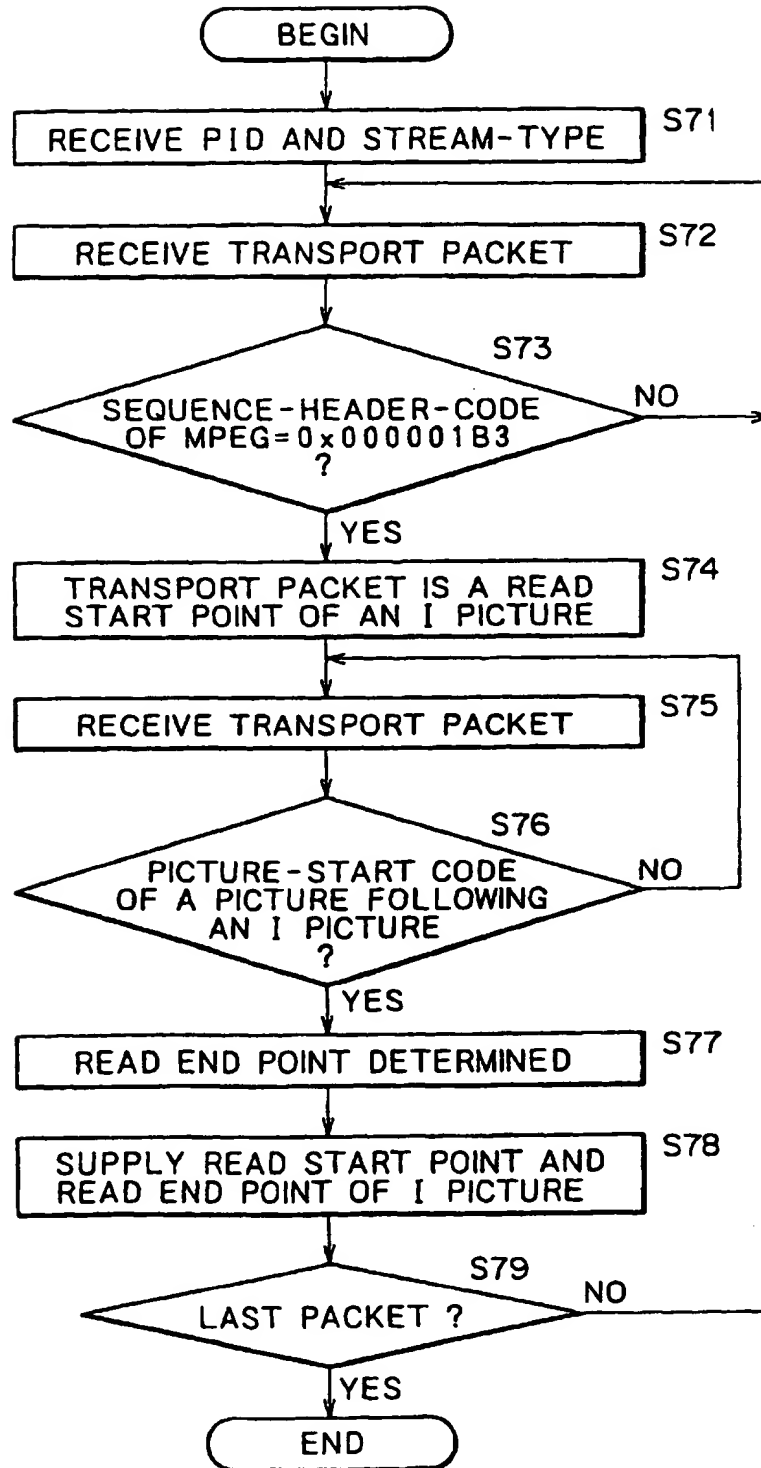 BEGIN
RECEIVE PID AND STREAM-TYPE
S71
RECEIVE TRANSPORT PACKET
S72
S73
SEQUENCE-HEADER-CODE
OF MPEG=0x000001B3
?
NO
YES
TRANSPORT PACKET IS A READ
START POINT OF AN I PICTURE
S74
RECEIVE TRANSPORT PACKET
S75
S76
PICTURE-START CODE
OF A PICTURE FOLLOWING
AN I PICTURE
?
NO
YES
READ END POINT DETERMINED
S77
SUPPLY READ START POINT AND
READ END POINT OF I PICTURE
S78
S79
LAST PACKET ?
NO
YES
END